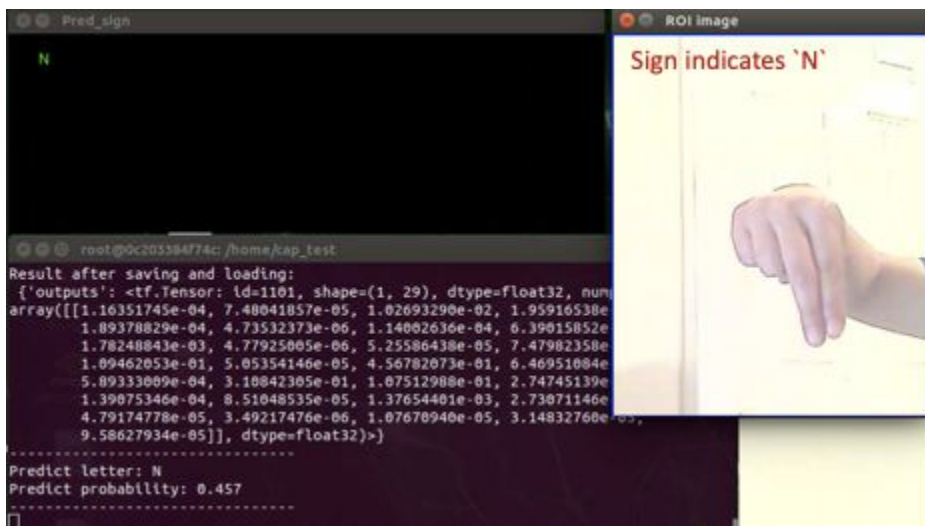 Pred_sign
N
ROI image
Sign indicates `N`
root@0c203384f74c: /home/cap_test
Result after saving and loading:
{'outputs': <tf.Tensor: id=1101, shape=(1, 29), dtype=float32, num
array([[1.16351745e-04, 7.48041857e-05, 1.02693290e-02, 1.95916538e
1.89378829e-04, 4.73532373e-06, 1.14002636e-04, 6.39015852e
1.78248843e-03, 4.77925005e-06, 5.25586438e-05, 7.47982358e
1.09462053e-01, 5.05354146e-05, 4.56782073e-01, 6.46951084e
5.89333009e-04, 3.10842305e-01, 1.07512988e-01, 2.74745139e
1.39075346e-04, 8.51048535e-05, 1.37654401e-03, 2.73071146e
4.79174778e-05, 3.49217476e-06, 1.07670940e-05, 3.14832760e-05,
9.58627934e-05]], dtype=float32)>}
---------------------------------
Predict letter: N
Predict probability: 0.457
---------------------------------